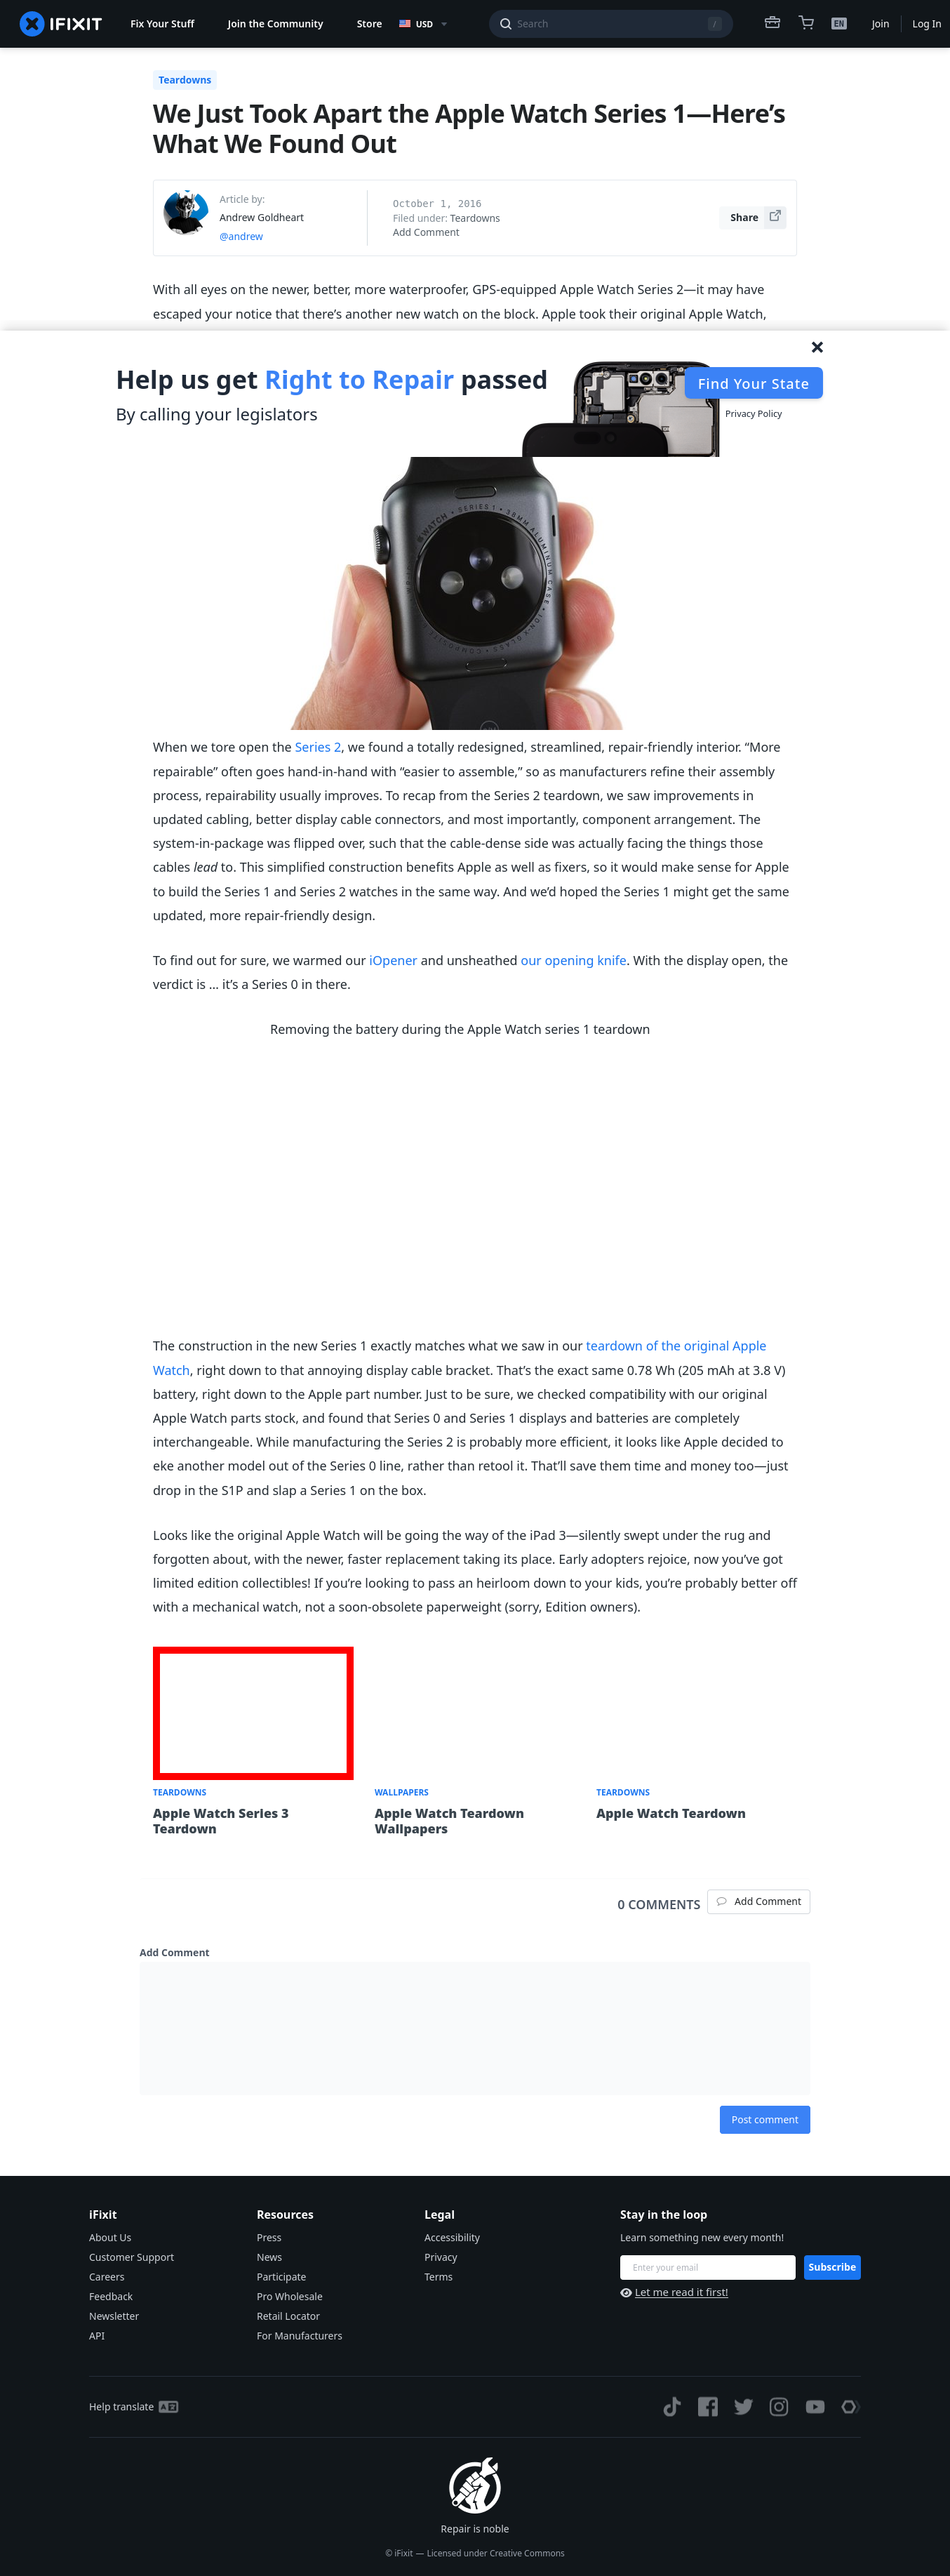 IFIXIT
Fix Your Stuff
Join the Community
Store
USD
Search
/
EN
Join
Log In
Teardowns
We Just Took Apart the Apple Watch Series 1—Here’s
What We Found Out
Article by:
Andrew Goldheart
@andrew
October 1, 2016
Filed under: Teardowns
Add Comment
Share
With all eyes on the newer, better, more waterproofer, GPS-equipped Apple Watch Series 2—it may have
escaped your notice that there’s another new watch on the block. Apple took their original Apple Watch,
Help us get Right to Repair passed
By calling your legislators
Find Your State
Privacy Policy
When we tore open the Series 2, we found a totally redesigned, streamlined, repair-friendly interior. “More
repairable” often goes hand-in-hand with “easier to assemble,” so as manufacturers refine their assembly
process, repairability usually improves. To recap from the Series 2 teardown, we saw improvements in
updated cabling, better display cable connectors, and most importantly, component arrangement. The
system-in-package was flipped over, such that the cable-dense side was actually facing the things those
cables lead to. This simplified construction benefits Apple as well as fixers, so it would make sense for Apple
to build the Series 1 and Series 2 watches in the same way. And we’d hoped the Series 1 might get the same
updated, more repair-friendly design.
To find out for sure, we warmed our iOpener and unsheathed our opening knife. With the display open, the
verdict is … it’s a Series 0 in there.
Removing the battery during the Apple Watch series 1 teardown
The construction in the new Series 1 exactly matches what we saw in our teardown of the original Apple
Watch, right down to that annoying display cable bracket. That’s the exact same 0.78 Wh (205 mAh at 3.8 V)
battery, right down to the Apple part number. Just to be sure, we checked compatibility with our original
Apple Watch parts stock, and found that Series 0 and Series 1 displays and batteries are completely
interchangeable. While manufacturing the Series 2 is probably more efficient, it looks like Apple decided to
eke another model out of the Series 0 line, rather than retool it. That’ll save them time and money too—just
drop in the S1P and slap a Series 1 on the box.
Looks like the original Apple Watch will be going the way of the iPad 3—silently swept under the rug and
forgotten about, with the newer, faster replacement taking its place. Early adopters rejoice, now you’ve got
limited edition collectibles! If you’re looking to pass an heirloom down to your kids, you’re probably better off
with a mechanical watch, not a soon-obsolete paperweight (sorry, Edition owners).
TEARDOWNS
Apple Watch Series 3
Teardown
WALLPAPERS
Apple Watch Teardown
Wallpapers
TEARDOWNS
Apple Watch Teardown
0 COMMENTS
Add Comment
Add Comment
Post comment
iFixit
About Us
Customer Support
Careers
Feedback
Newsletter
API
Resources
Press
News
Participate
Pro Wholesale
Retail Locator
For Manufacturers
Legal
Accessibility
Privacy
Terms
Stay in the loop
Learn something new every month!
Enter your email
Subscribe
Let me read it first!
Help translate
Repair is noble
© iFixit — Licensed under Creative Commons